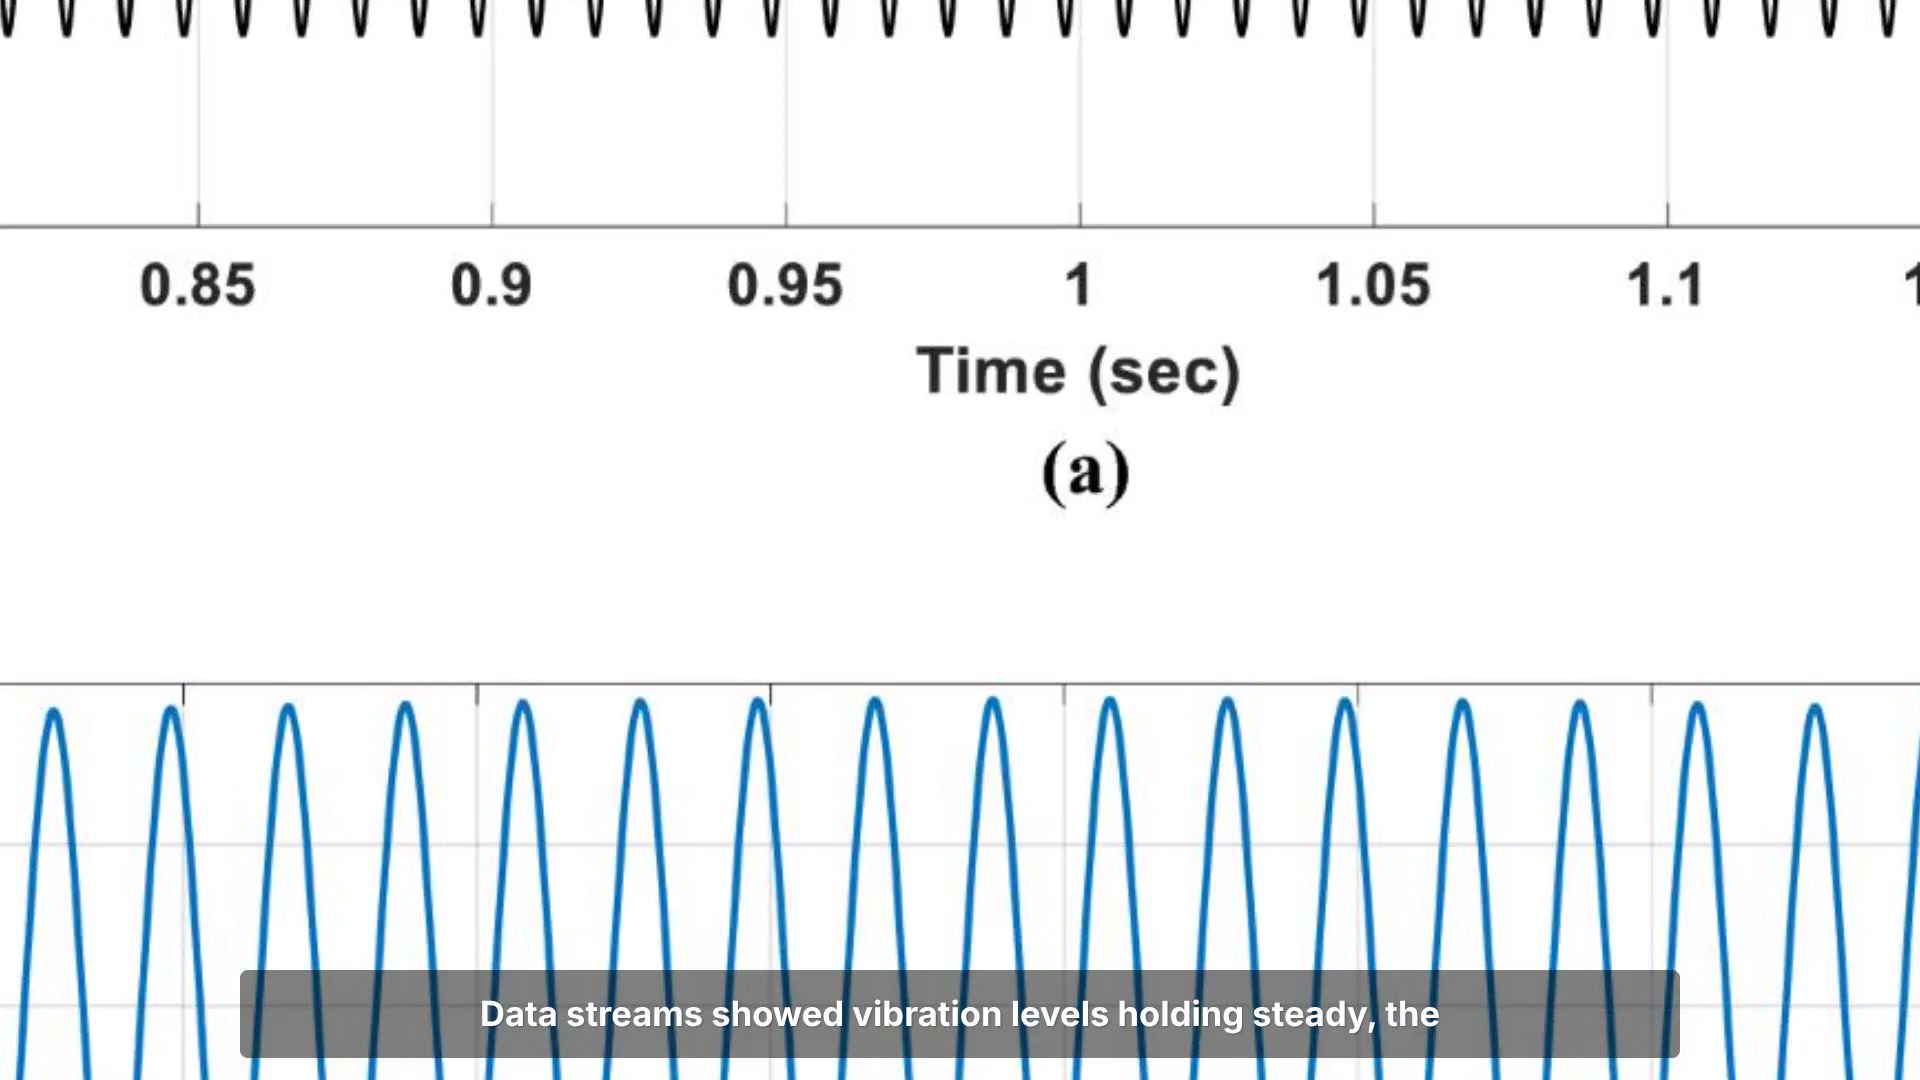 0.85 0.9 0.95 1 1.05 1.1
Time (sec)
(a)
Data streams showed vibration levels holding steady, the